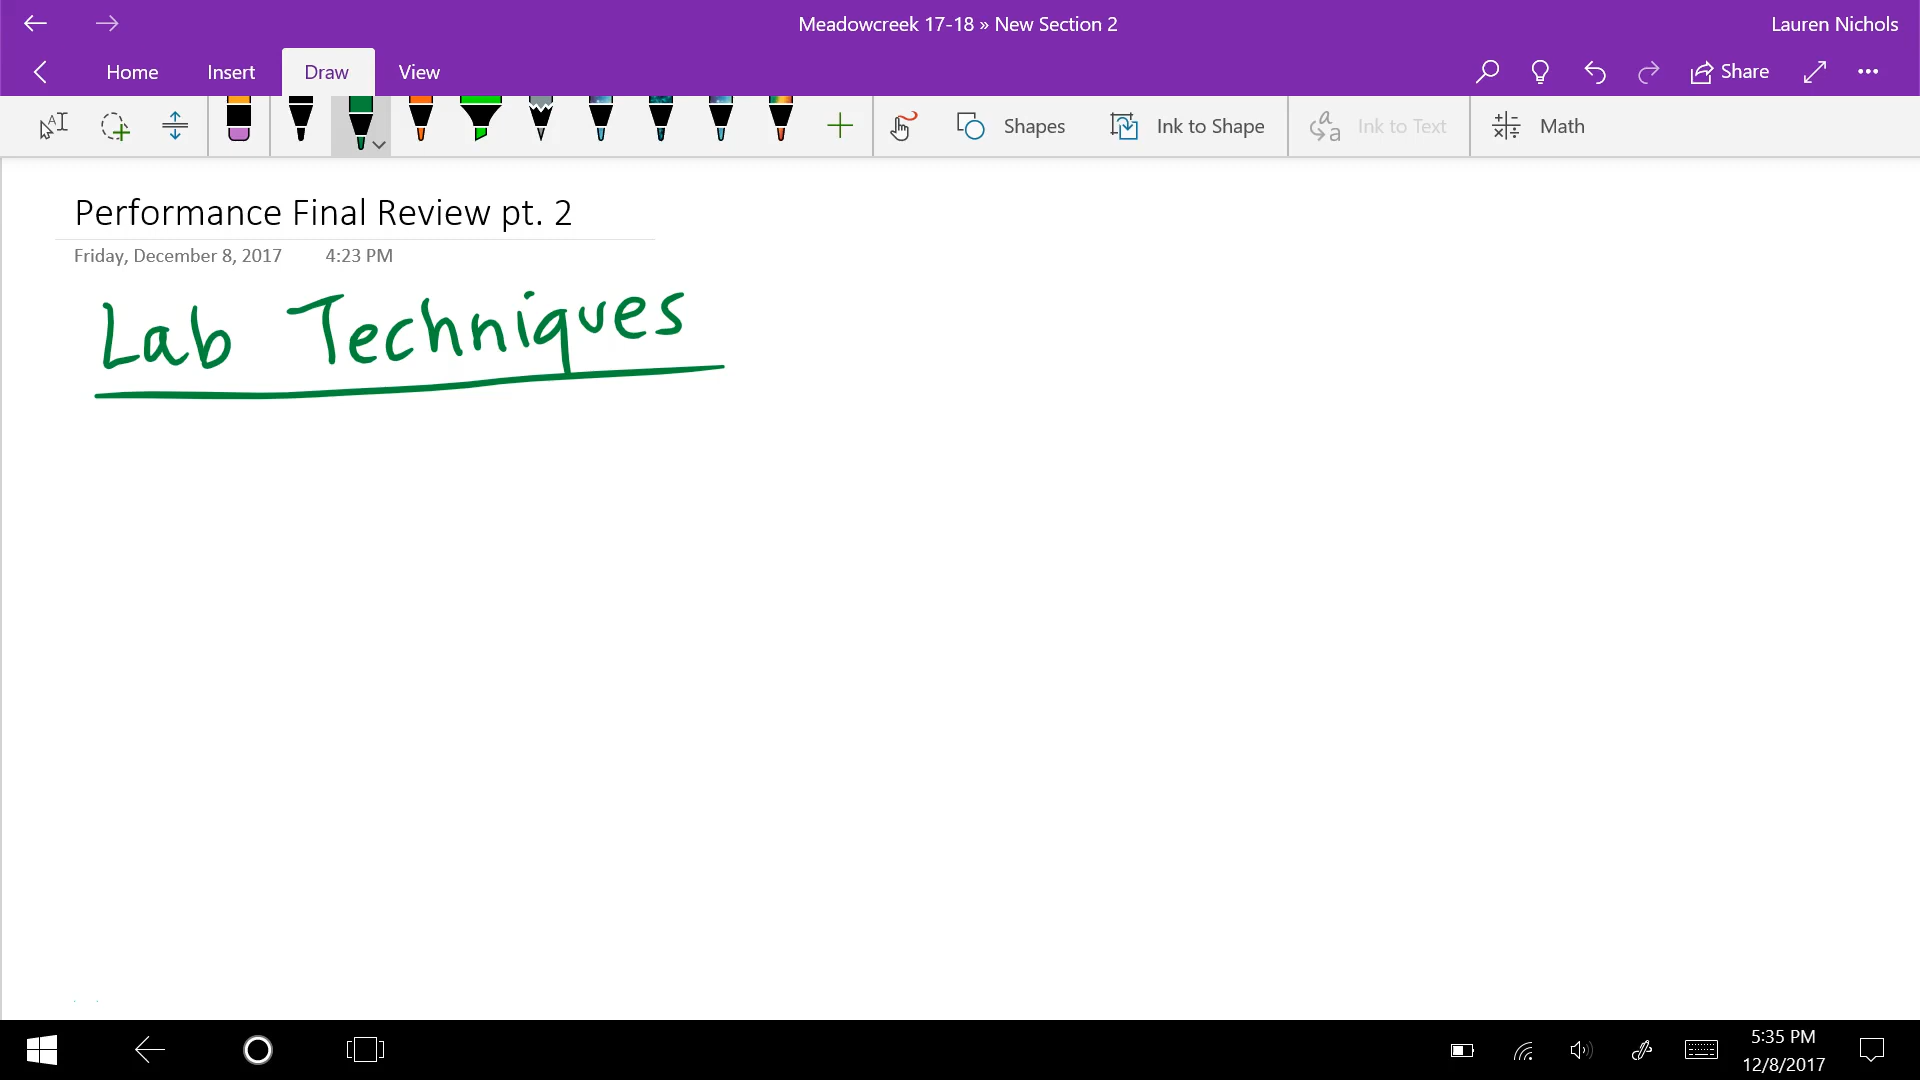 Meadowcreek 17-18 » New Section 2
Lauren Nichols
Home Insert Draw View
Share
Shapes Ink to Shape Ink to Text Math
Performance Final Review pt. 2
Friday, December 8, 2017 4:23 PM
Lab Techniques
5:35 PM
12/8/2017